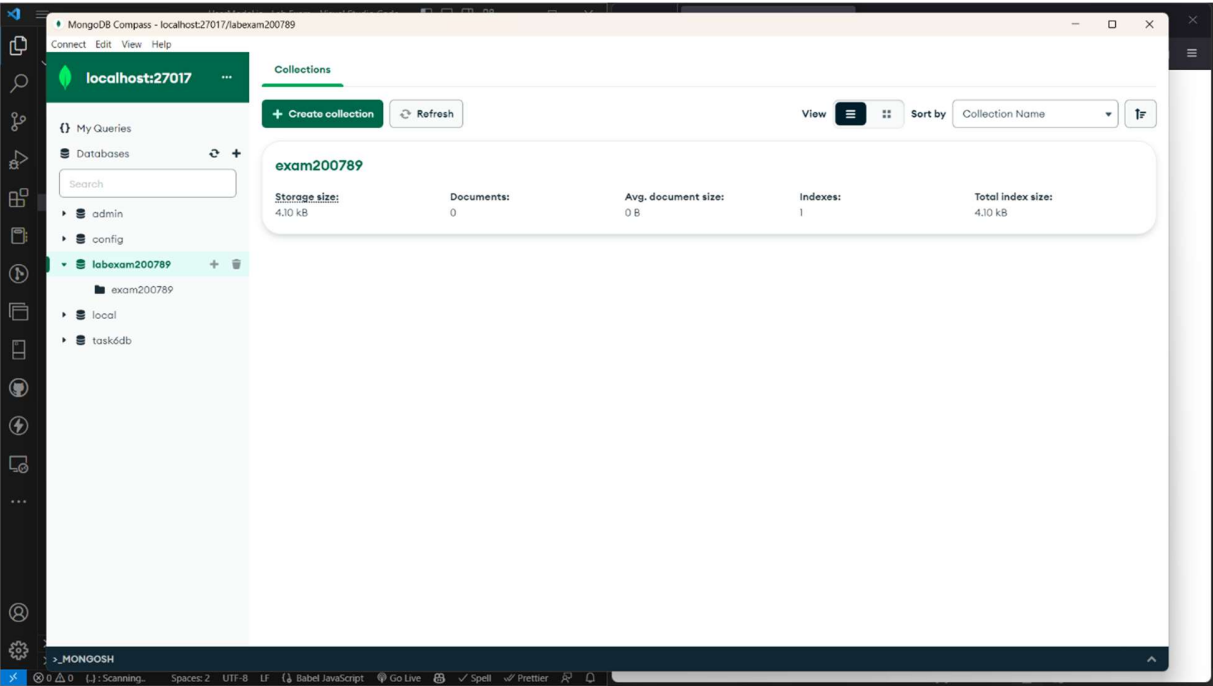 MongoDB Compass - localhost:27017/labexam200789
Connect Edit View Help
localhost:27017 ...
{} My Queries
Databases
Search
admin
config
labexam200789
exam200789
local
task6db
Collections
+ Create collection Refresh
View Sort by Collection Name
exam200789
Storage size: Documents: Avg. document size: Indexes: Total index size:
4.10 kB 0 0 B 1 4.10 kB
>_MONGOSH
0 0 {..}: Scanning.. Spaces: 2 UTF-8 LF Babel JavaScript Go Live Spell Prettier